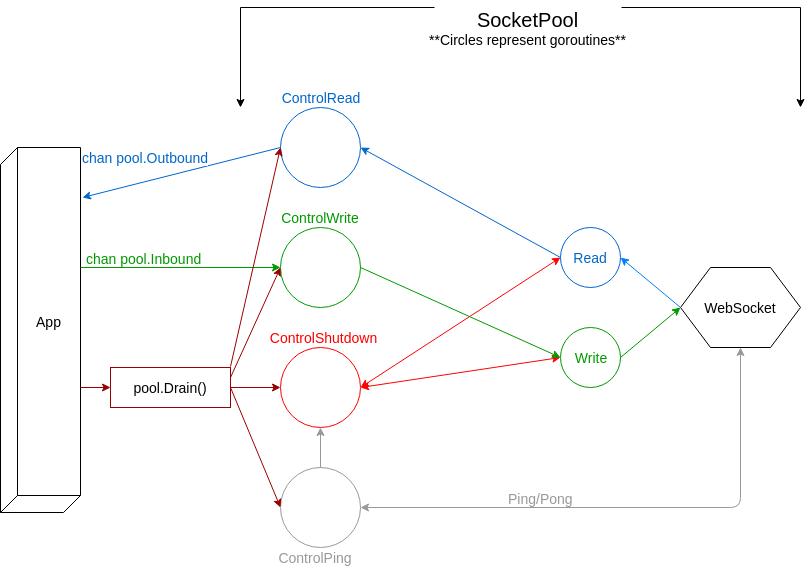 SocketPool
**Circles represent goroutines**
ControlRead
chan pool.Outbound
ControlWrite
chan pool.Inbound
Read
WebSocket
App
ControlShutdown
Write
pool.Drain()
Ping/Pong
ControlPing